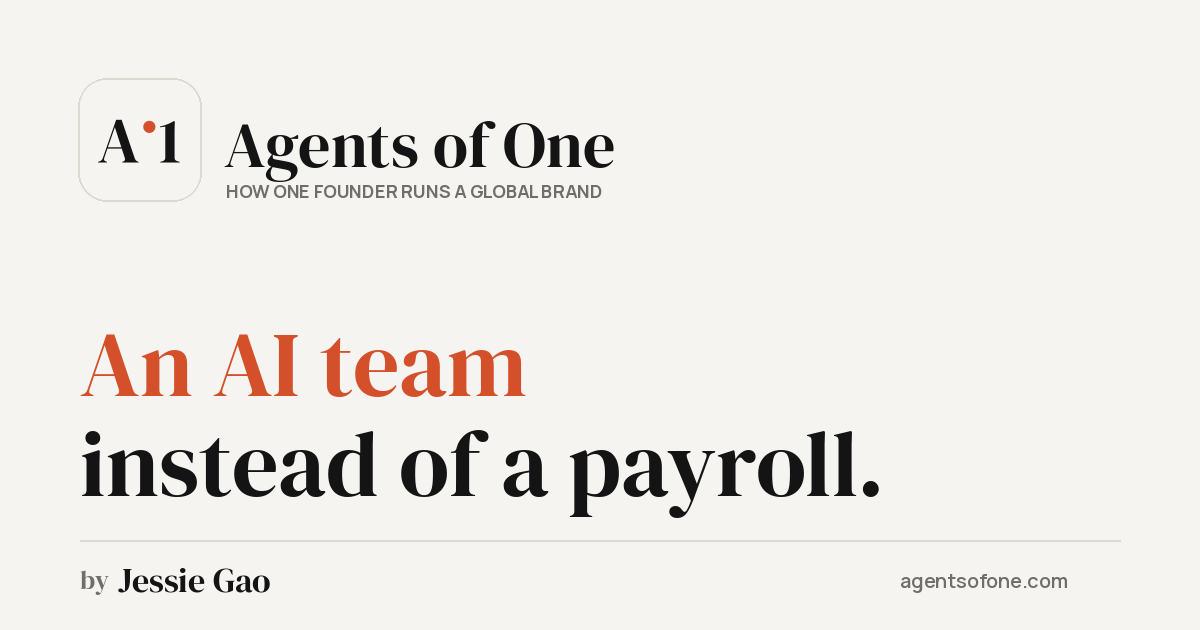 A·1
Agents of One
HOW ONE FOUNDER RUNS A GLOBAL BRAND
An AI team
instead of a payroll.
by Jessie Gao
agentsofone.com